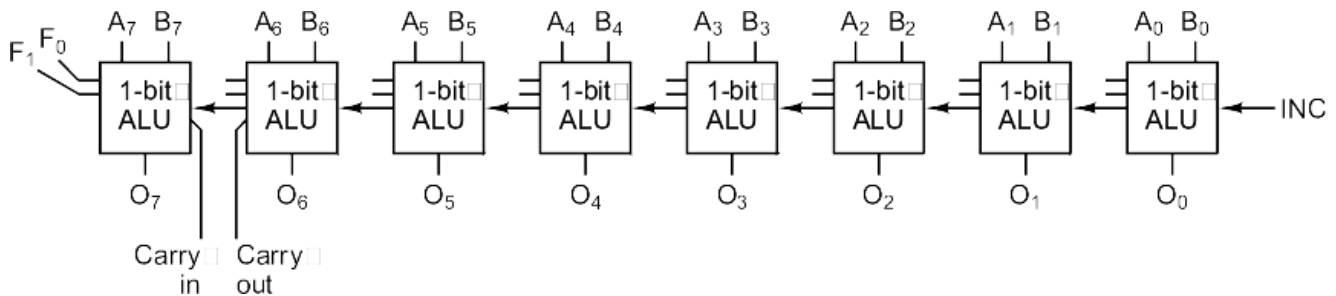 A7 B7 A6 B6 A5 B5 A4 B4 A3 B3 A2 B2 A1 B1 A0 B0
F0
F1
1-bit 1-bit 1-bit 1-bit 1-bit 1-bit 1-bit 1-bit
ALU ALU ALU ALU ALU ALU ALU ALU INC
O7 O6 O5 O4 O3 O2 O1 O0
Carry Carry
in out